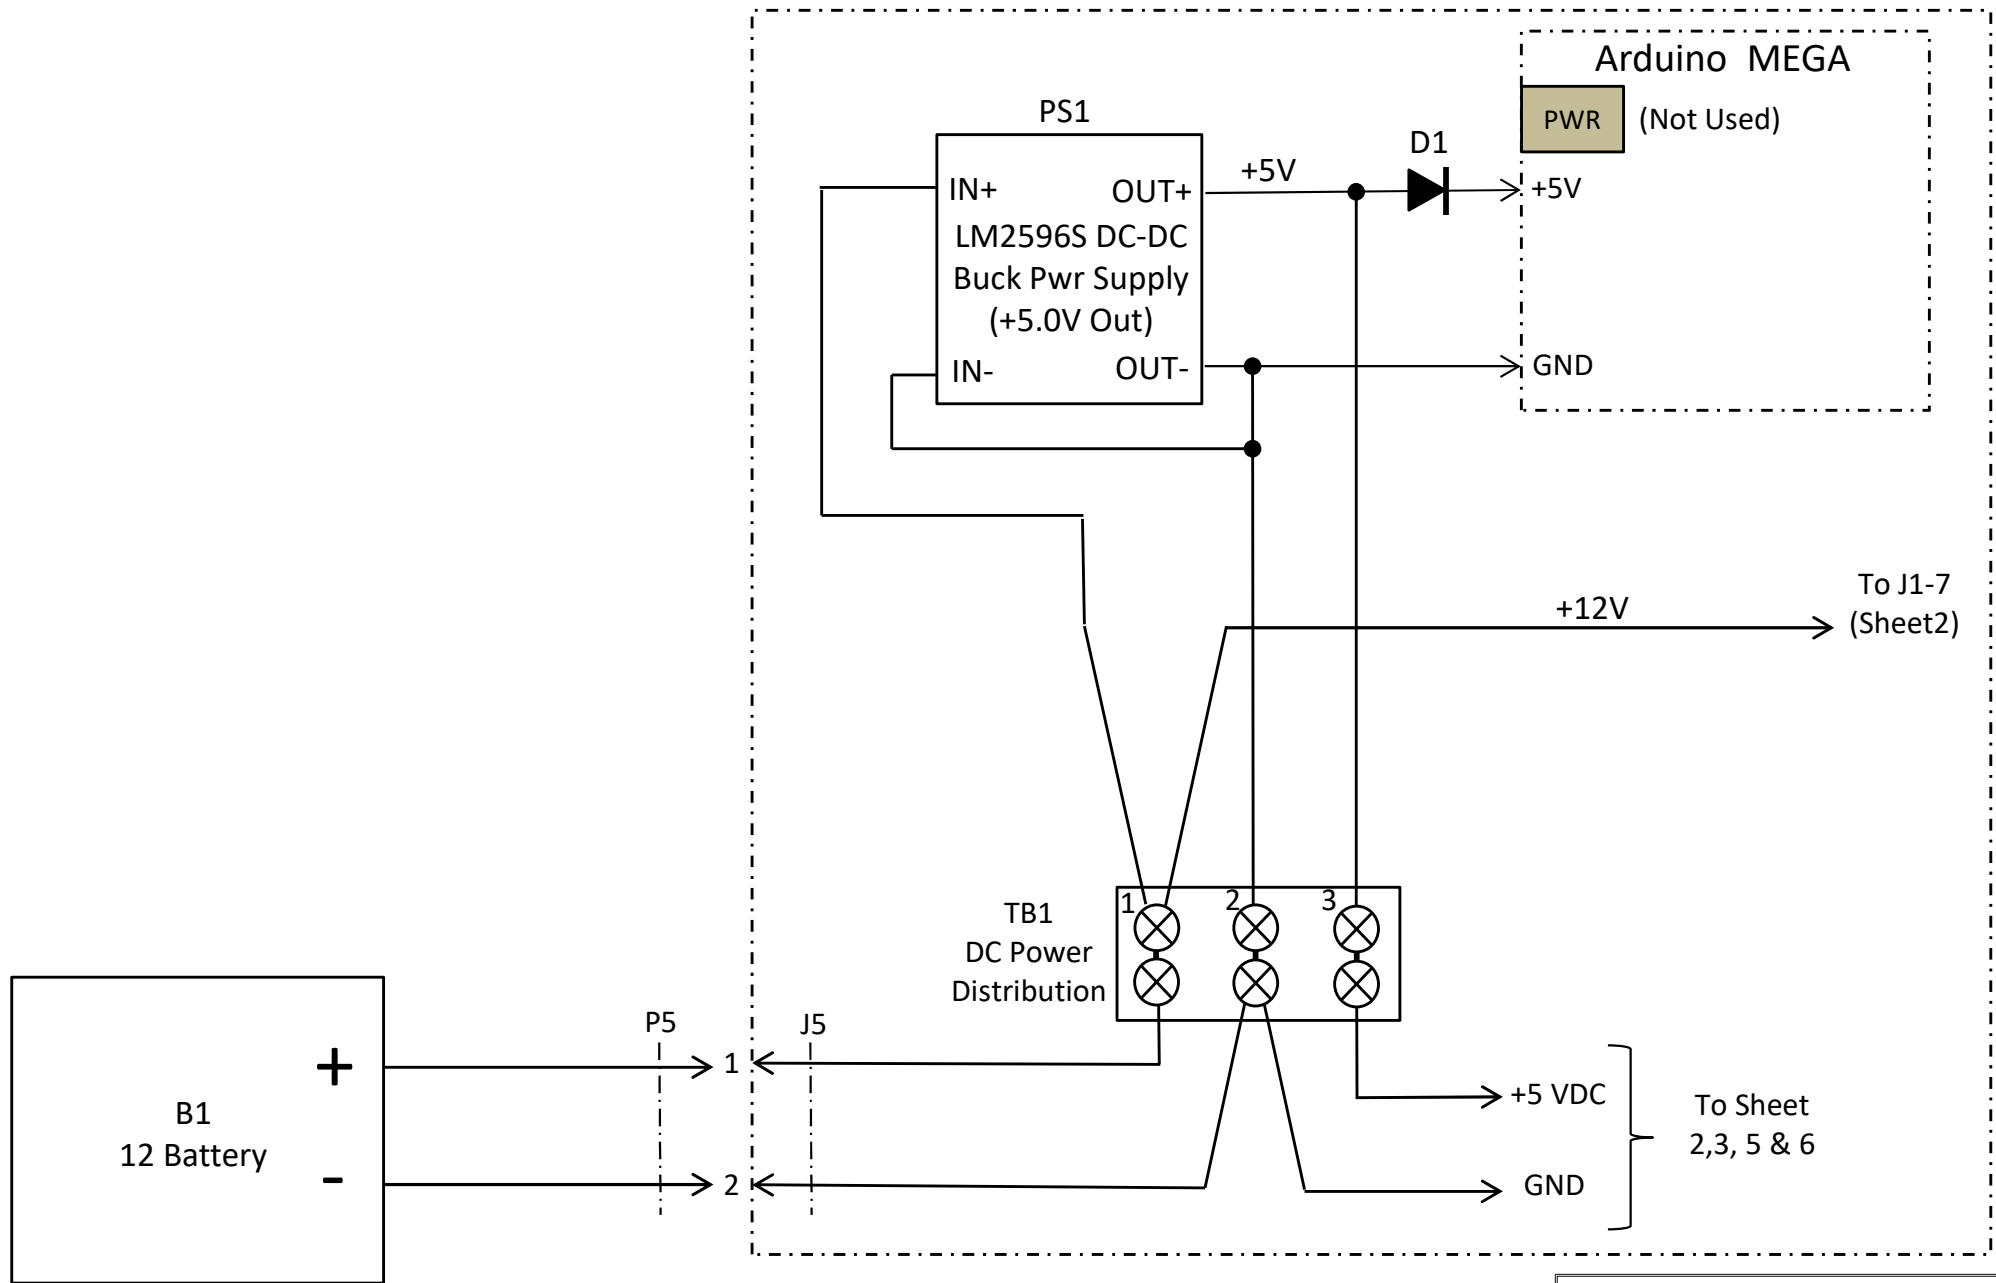 Arduino MEGA
PWR (Not Used)
PS1
D1
+5V
+5V
IN+
OUT+
LM2596S DC-DC
Buck Pwr Supply
(+5.0V Out)
IN-
OUT-
GND
To J1-7
(Sheet2)
+12V
TB1
DC Power
Distribution
1
2
3
P5
J5
1
2
+
-
B1
12 Battery
+5 VDC
GND
To Sheet
2,3, 5 & 6